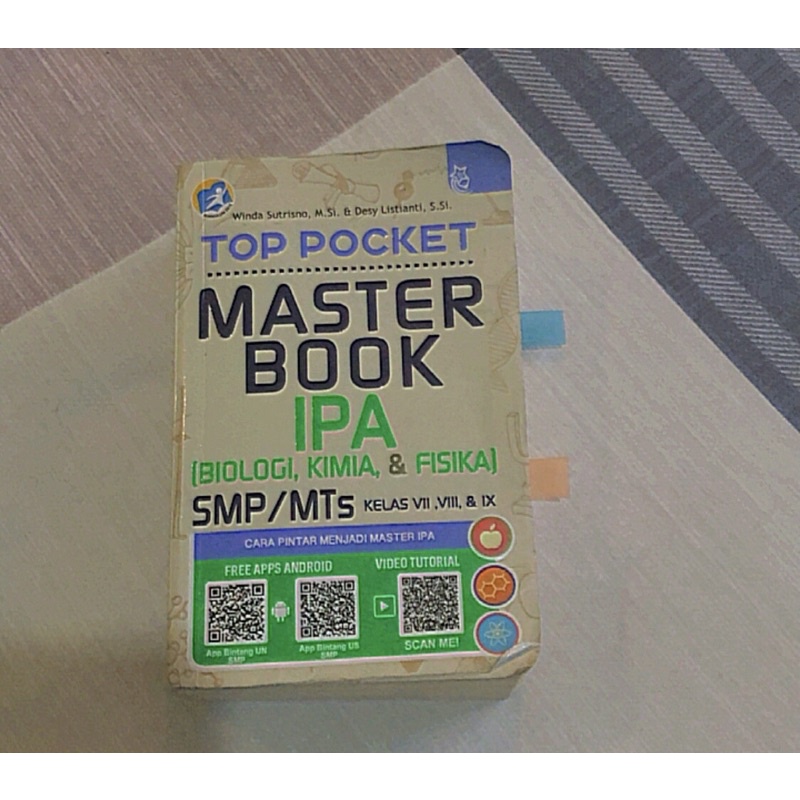 Winda Sutrisno, M.Si. & Desy Listianti, S.Si.
TOP POCKET
MASTER
BOOK
IPA
(BIOLOGI, KIMIA, & FISIKA)
SMP/MTs KELAS VII ,VIII, & IX
CARA PINTAR MENJADI MASTER IPA
FREE APPS ANDROID
VIDEO TUTORIAL
App Bintang UN
SMP
App Bintang US
SMP
SCAN ME!